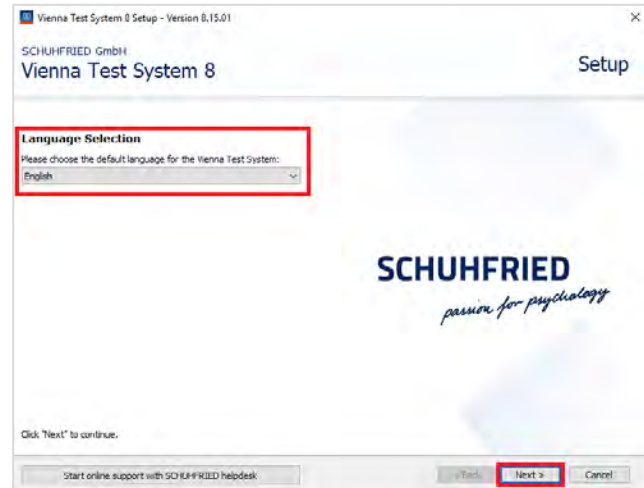 Vienna Test System 8 Setup - Version 8.15.01
SCHUHFRIED GmbH
Vienna Test System 8
Setup
Language Selection
Please choose the default language for the Vienna Test System:
English
SCHUHFRIED
passion for psychology
Click "Next" to continue.
Start online support with SCHUHFRIED helpdesk
< Back
Next >
Cancel